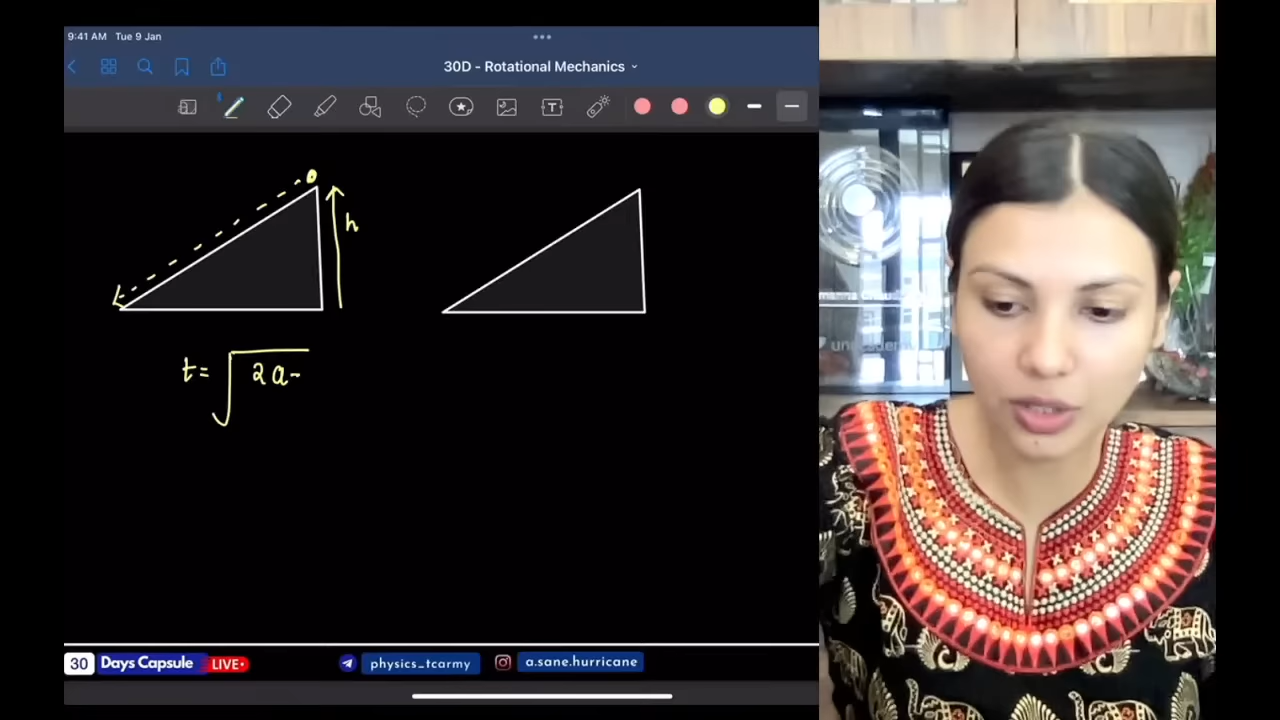 9:41 AM Tue 9 Jan
30D - Rotational Mechanics
T
h
t = √2a-
30 Days Capsule LIVE
physics_tcarmy
a.sane.hurricane